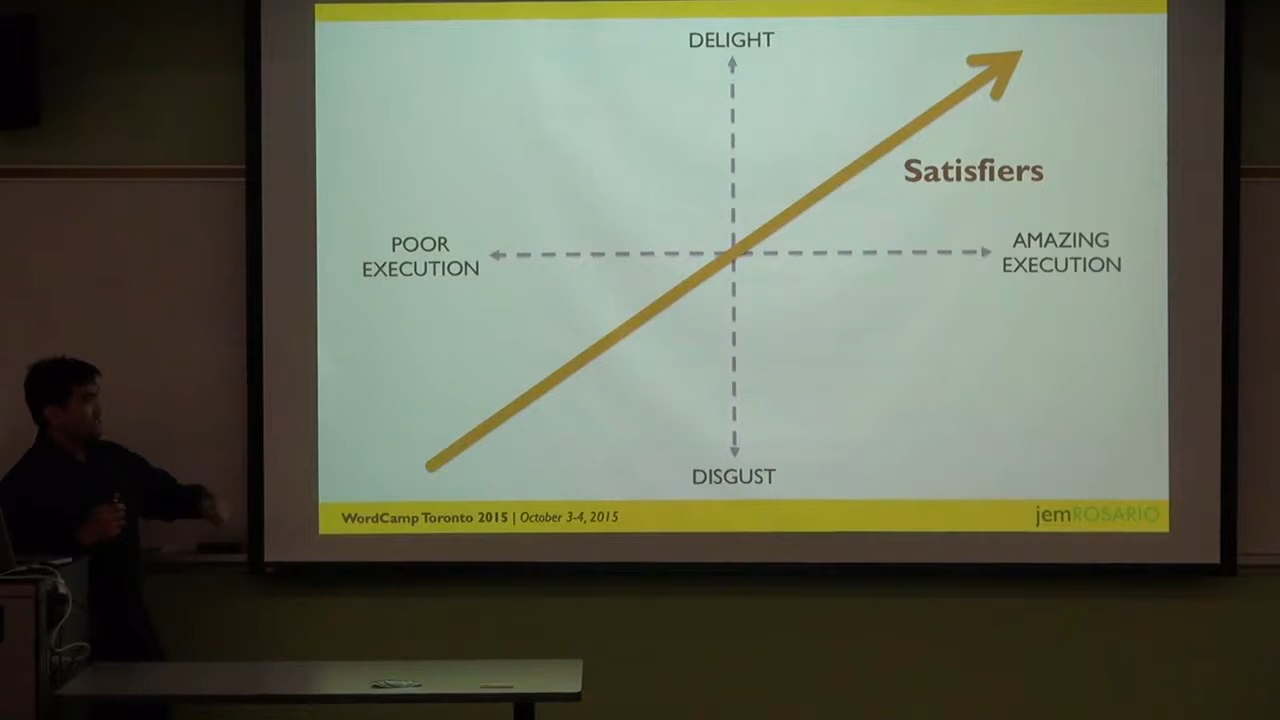 DELIGHT
Satisfiers
POOR
EXECUTION
AMAZING
EXECUTION
DISGUST
WordCamp Toronto 2015 | October 3-4, 2015
jemROSARIO